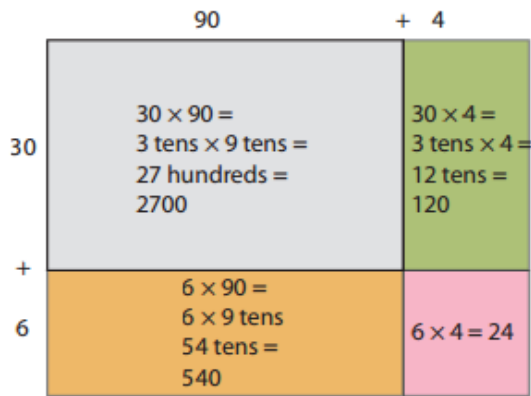 90 + 4
30
30 × 90 =
3 tens × 9 tens =
27 hundreds =
2700
30 × 4 =
3 tens × 4 =
12 tens =
120
+
6
6 × 90 =
6 × 9 tens
54 tens =
540
6 × 4 = 24